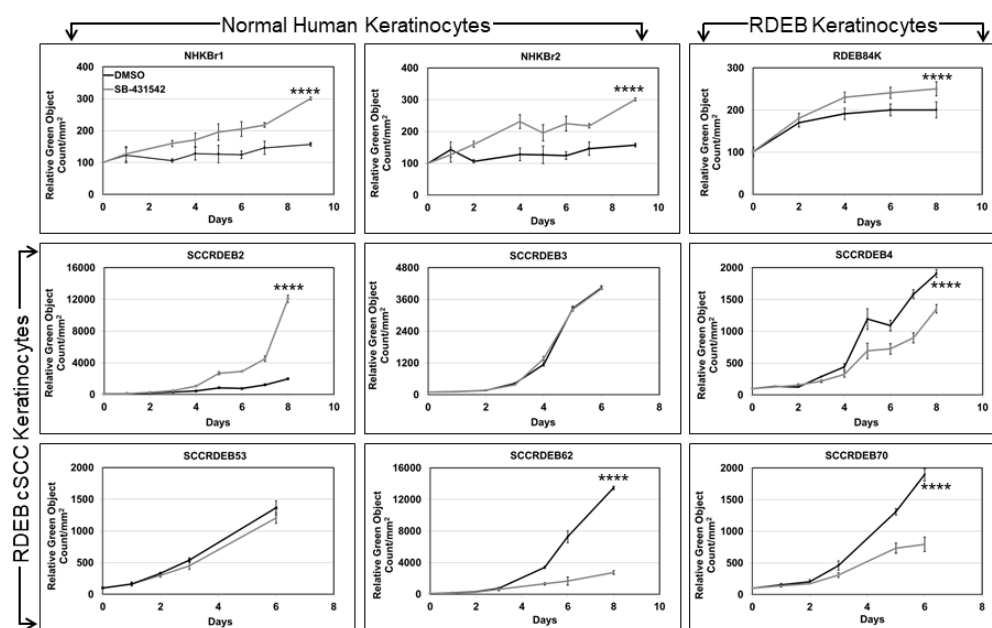 Normal Human Keratinocytes
RDEB Keratinocytes
NHKBr1
DMSO
SB-431542
****
Relative Green Object
Count/mm²
400
300
200
100
0
0 2 4 6 8 10
Days
NHKBr2
****
Relative Green Object
Count/mm²
400
300
200
100
0
0 2 4 6 8 10
Days
RDEB84K
****
Relative Green Object
Count/mm²
300
200
100
0
0 2 4 6 8 10
Days
RDEB cSCC Keratinocytes
SCCRDEB2
****
Relative Green Object
Count/mm²
16000
12000
8000
4000
0
0 2 4 6 8 10
Days
SCCRDEB3
Relative Green Object
Count/mm²
4800
3600
2400
1200
0
0 2 4 6 8
Days
SCCRDEB4
****
Relative Green Object
Count/mm²
2000
1500
1000
500
0
0 2 4 6 8 10
Days
SCCRDEB53
Relative Green Object
Count/mm²
2000
1500
1000
500
0
0 2 4 6 8
Days
SCCRDEB62
****
Relative Green Object
Count/mm²
16000
12000
8000
4000
0
0 2 4 6 8 10
Days
SCCRDEB70
****
Relative Green Object
Count/mm²
2000
1500
1000
500
0
0 2 4 6 8
Days